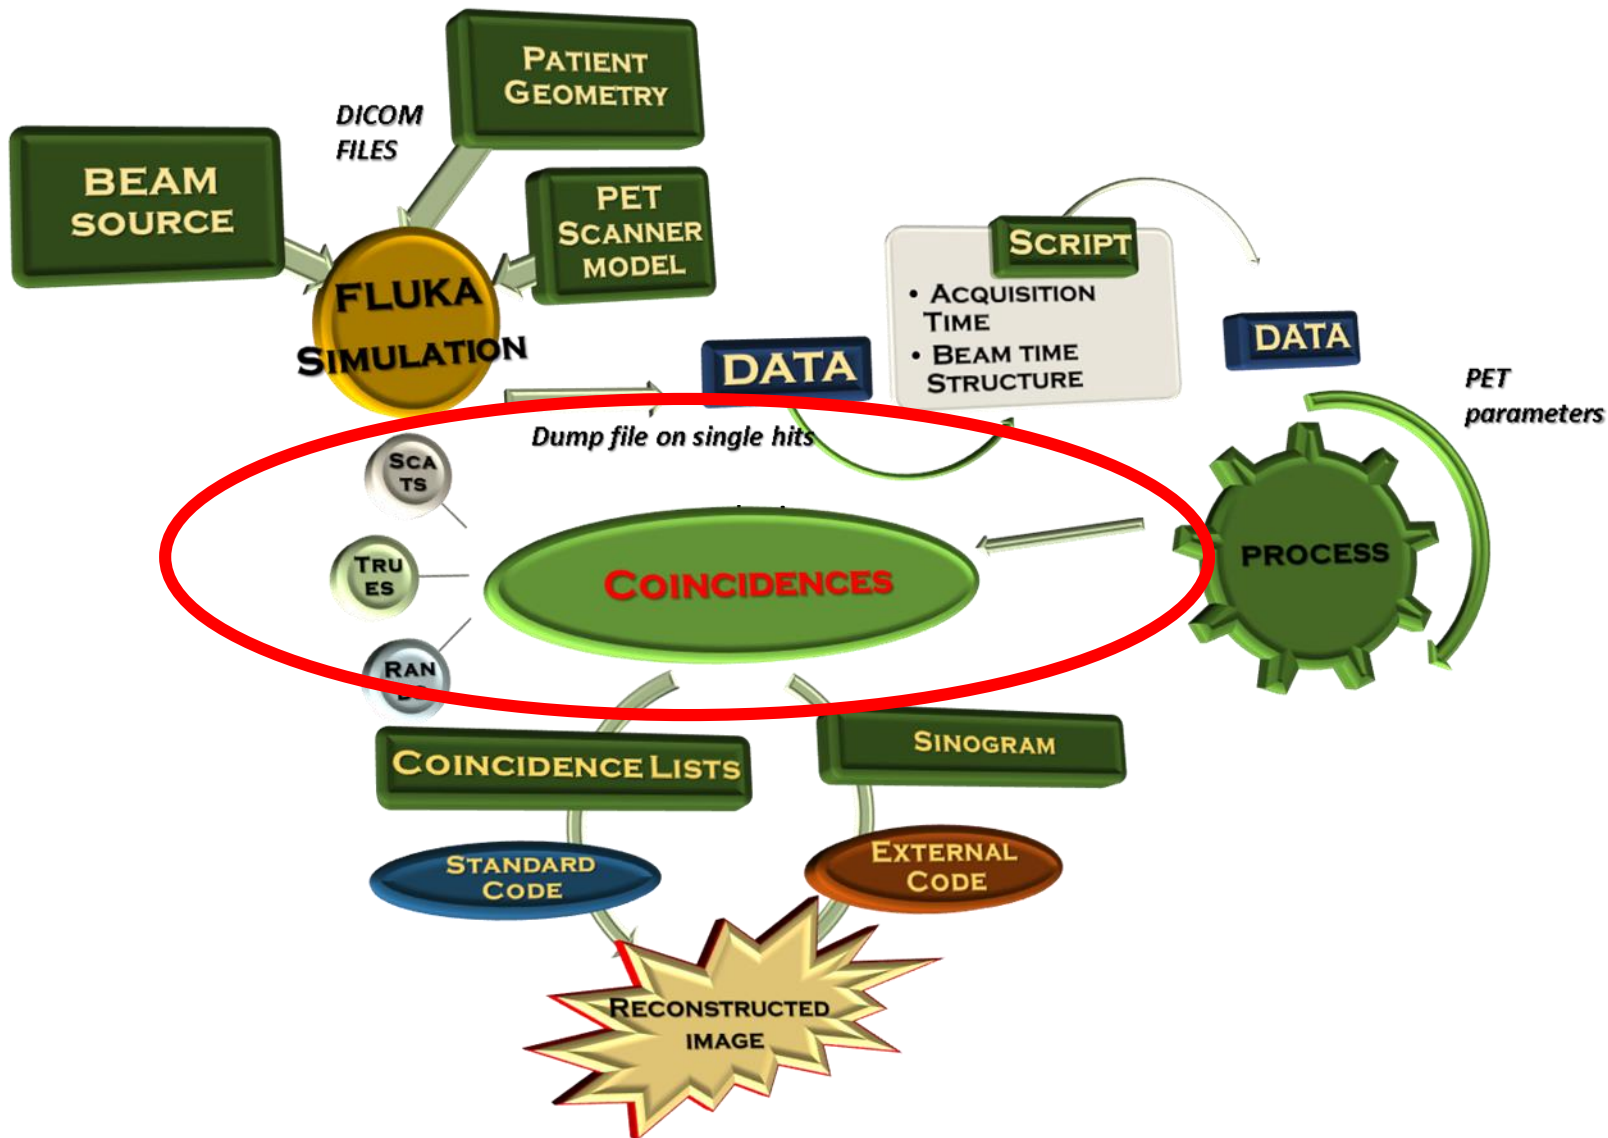 PATIENT
GEOMETRY
DICOM
FILES
BEAM
SOURCE
PET
SCANNER
MODEL
FLUKA
SIMULATION
SCRIPT
• ACQUISITION
TIME
• BEAM TIME
STRUCTURE
DATA
DATA
PET
parameters
Dump file on single hits
SCA
TS
TRU
ES
RAN
COINCIDENCES
PROCESS
COINCIDENCE LISTS
SINOGRAM
STANDARD
CODE
EXTERNAL
CODE
RECONSTRUCTED
IMAGE